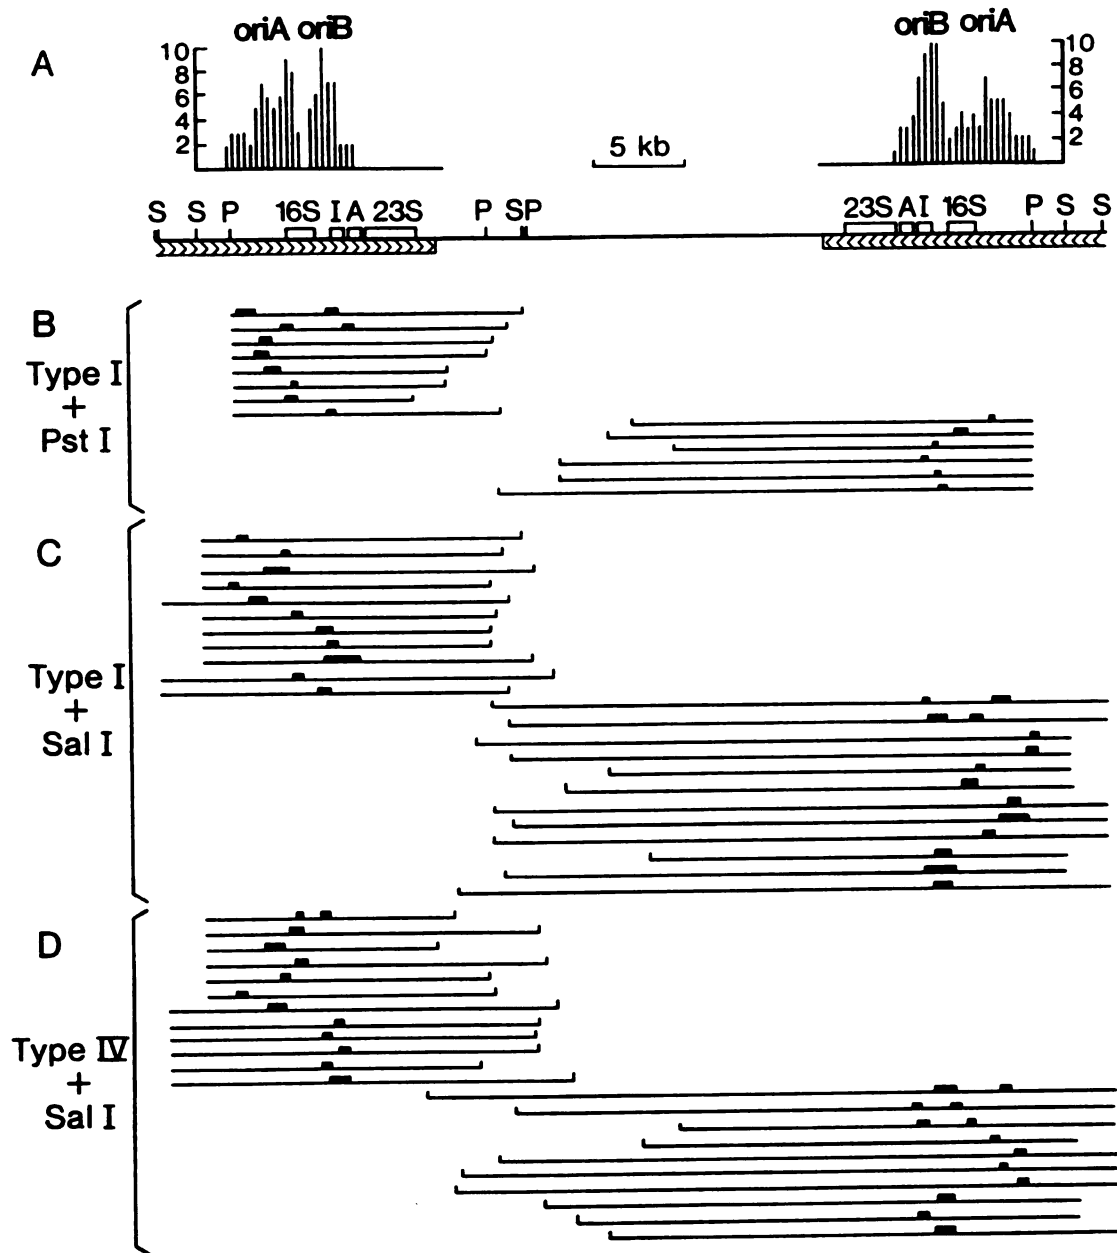 A
oriA oriB
oriB oriA
10
8
6
4
2
10
8
6
4
2
5 kb
S S P 16S I A 23S P SP
23S A I 16S P S S
B
Type I
+
Pst I
C
Type I
+
Sal I
D
Type IV
+
Sal I